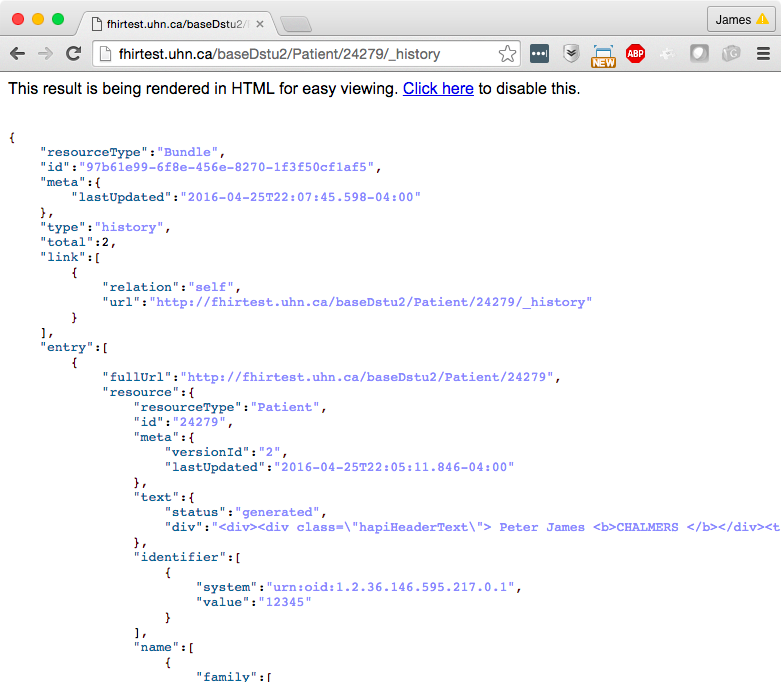 fhirtest.uhn.ca/baseDstu2/
James
fhirtest.uhn.ca/baseDstu2/Patient/24279/_history
NEW
ABP
This result is being rendered in HTML for easy viewing. Click here to disable this.
{
"resourceType":"Bundle",
"id":"97b61e99-6f8e-456e-8270-1f3f50cf1af5",
"meta":{
"lastUpdated":"2016-04-25T22:07:45.598-04:00"
},
"type":"history",
"total":2,
"link":[
{
"relation":"self",
"url":"http://fhirtest.uhn.ca/baseDstu2/Patient/24279/_history"
}
],
"entry":[
{
"fullUrl":"http://fhirtest.uhn.ca/baseDstu2/Patient/24279",
"resource":{
"resourceType":"Patient",
"id":"24279",
"meta":{
"versionId":"2",
"lastUpdated":"2016-04-25T22:05:11.846-04:00"
},
"text":{
"status":"generated",
"div":"<div><div class=\"hapiHeaderText\"> Peter James <b>CHALMERS </b></div><t
},
"identifier":[
{
"system":"urn:oid:1.2.36.146.595.217.0.1",
"value":"12345"
}
],
"name":[
{
"family":[